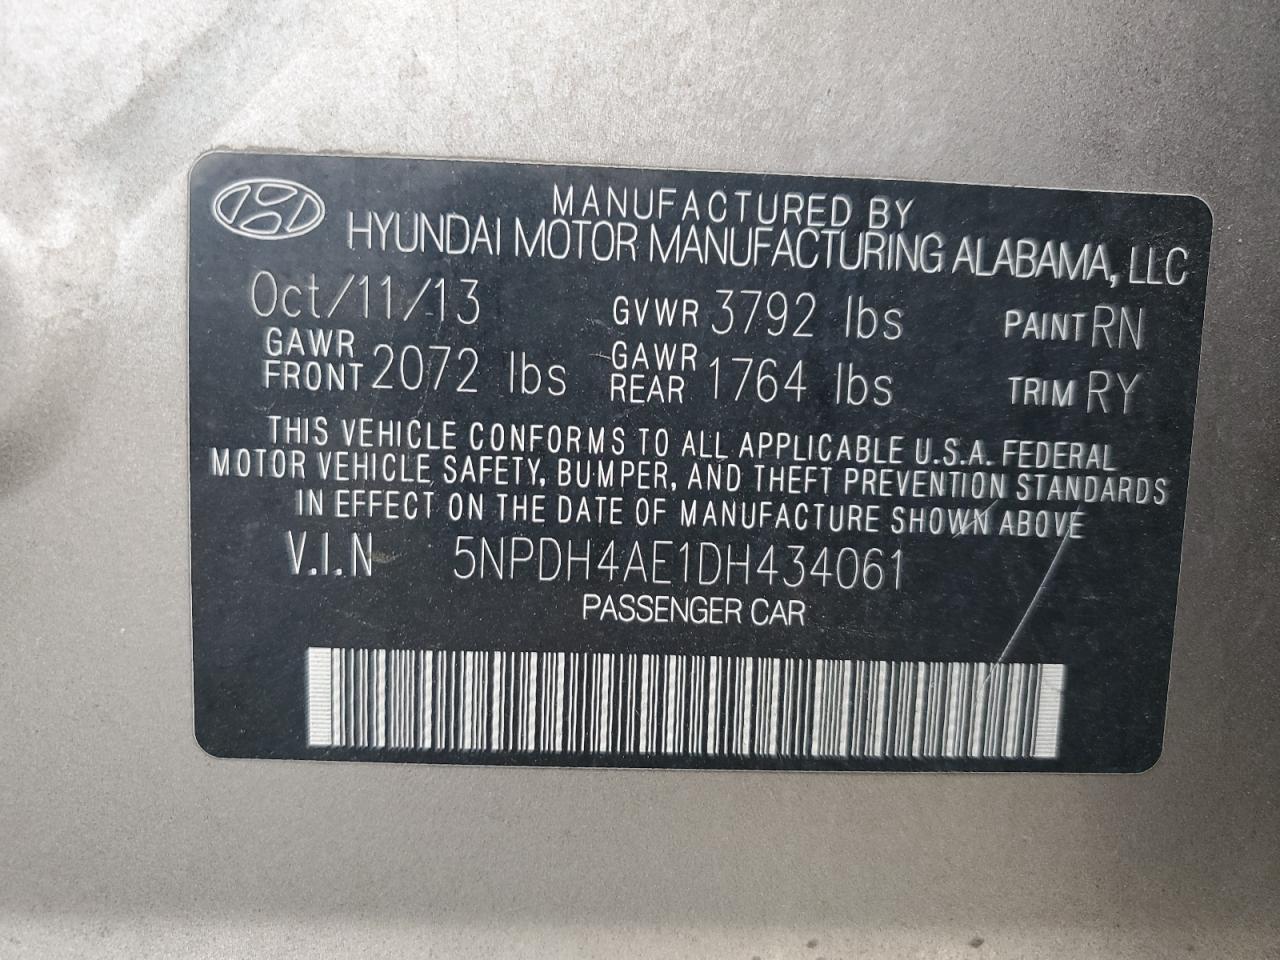 MANUFACTURED BY
HYUNDAI MOTOR MANUFACTURING ALABAMA, LLC
Oct/11/13 GVWR 3792 lbs PAINT RN
GAWR FRONT 2072 lbs GAWR REAR 1764 lbs TRIM RY
THIS VEHICLE CONFORMS TO ALL APPLICABLE U.S.A. FEDERAL
MOTOR VEHICLE SAFETY, BUMPER, AND THEFT PREVENTION STANDARDS
IN EFFECT ON THE DATE OF MANUFACTURE SHOWN ABOVE
V.I.N 5NPDH4AE1DH434061
PASSENGER CAR